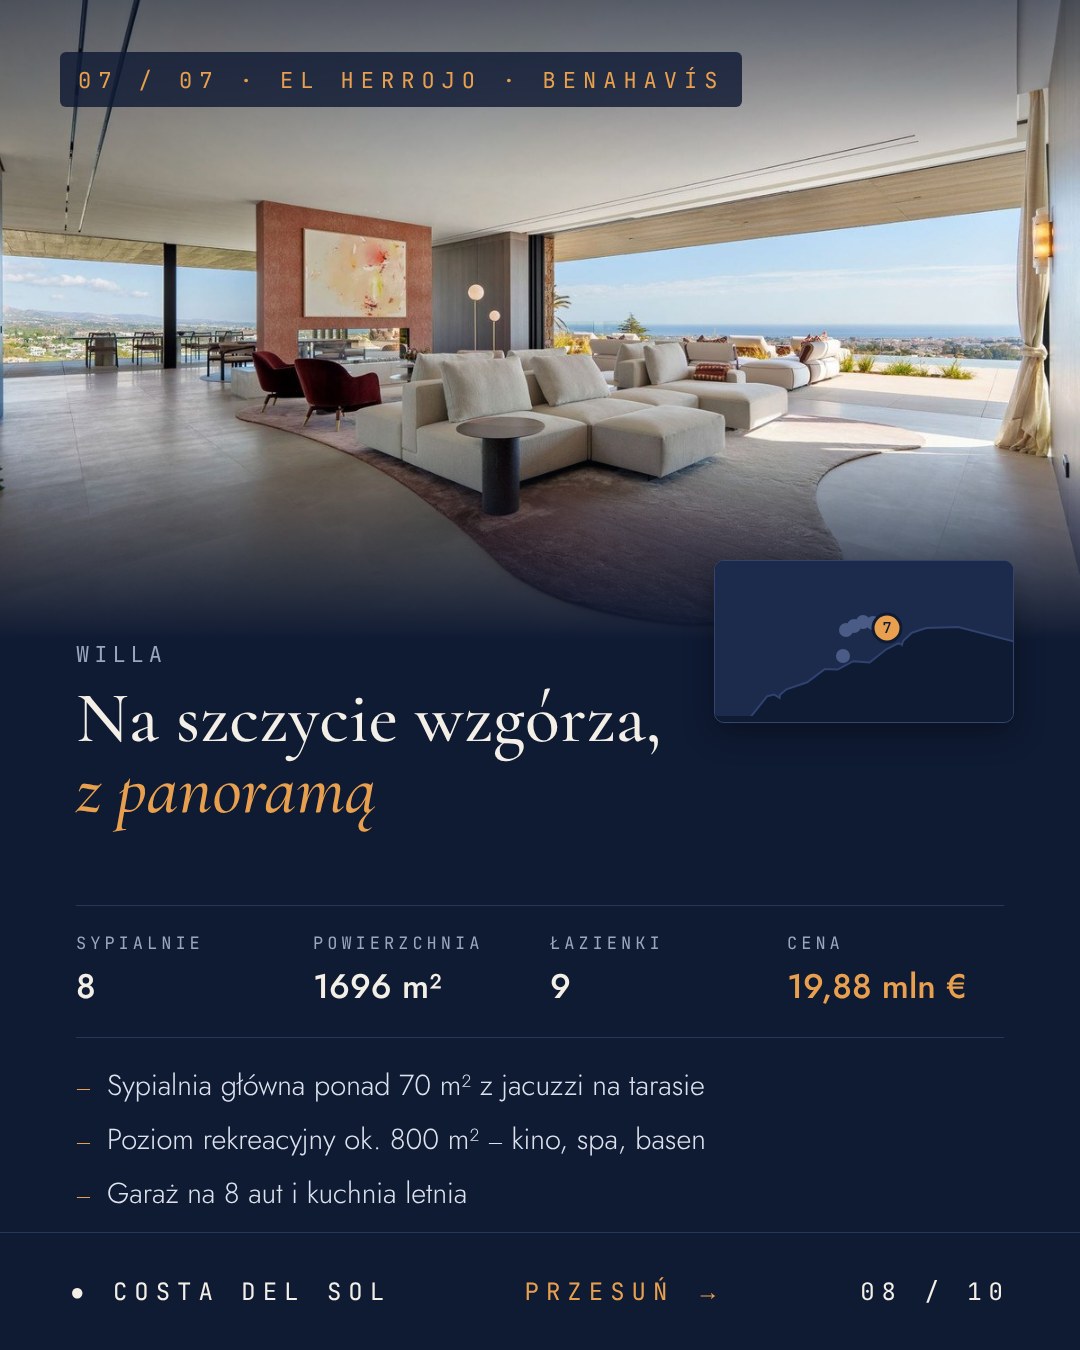 07 / 07 · EL HERROJO · BENAHAVÍS
7
WILLA
Na szczycie wzgórza,
z panoramą
SYPIALNIE
8
POWIERZCHNIA
1696 m²
ŁAZIENKI
9
CENA
19,88 mln €
– Sypialnia główna ponad 70 m² z jacuzzi na tarasie
– Poziom rekreacyjny ok. 800 m² – kino, spa, basen
– Garaż na 8 aut i kuchnia letnia
• COSTA DEL SOL
PRZESUŃ →
08 / 10